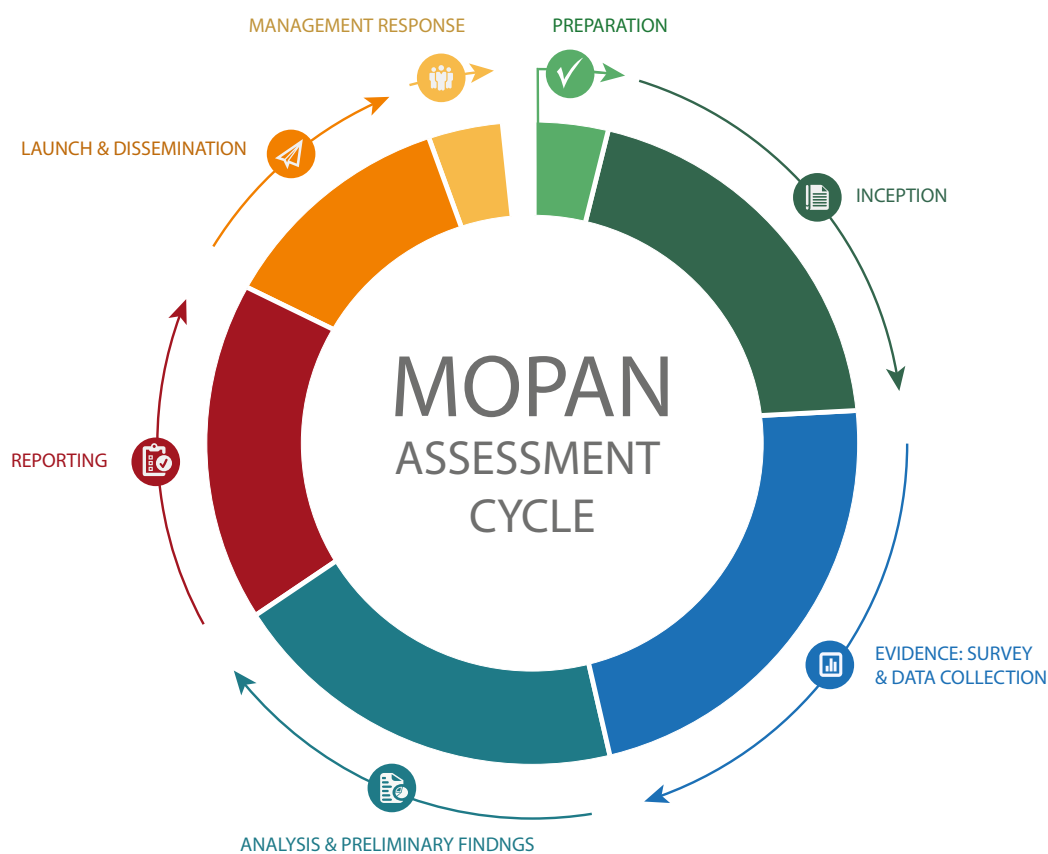 MANAGEMENT RESPONSE
PREPARATION
LAUNCH & DISSEMINATION
INCEPTION
MOPAN
ASSESSMENT
CYCLE
REPORTING
EVIDENCE: SURVEY
& DATA COLLECTION
ANALYSIS & PRELIMINARY FINDNGS